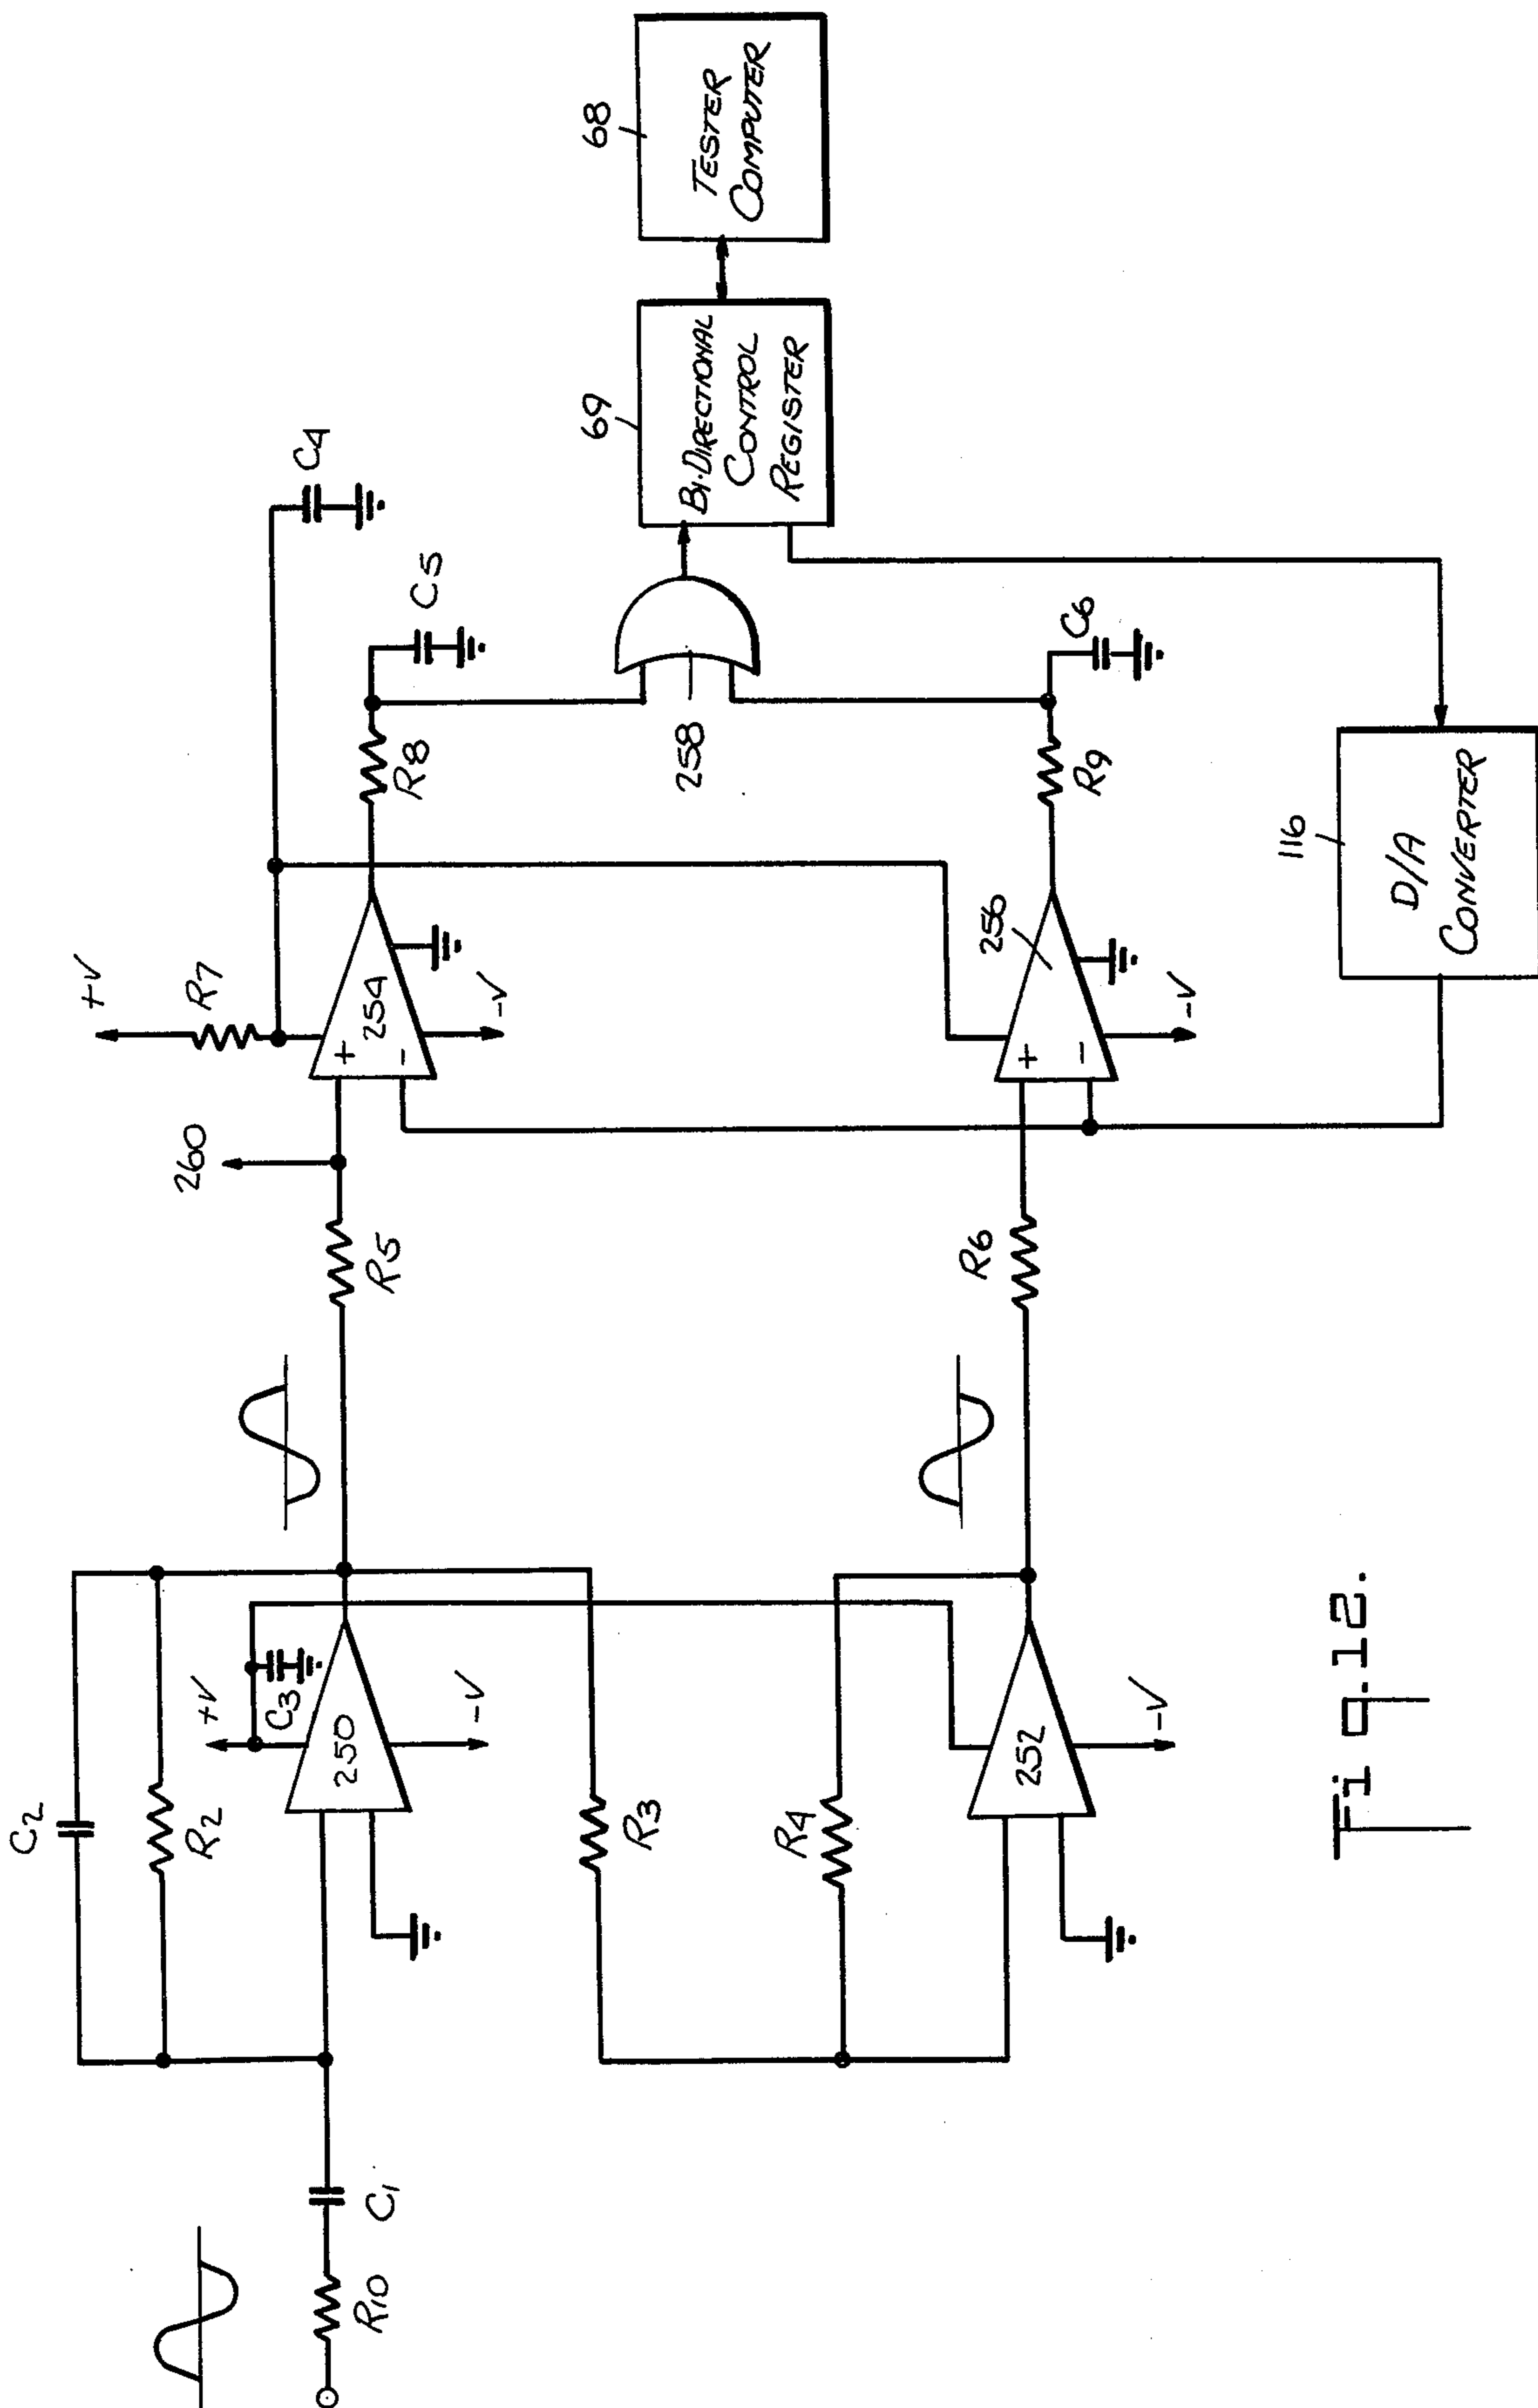 C2
R2
+V
C3
250
-V
R10
C1
R3
R4
252
-V
260
R5
R6
+V
R7
+
-
254
-V
R8
C5
C4
+
-
256
-V
R9
C6
258
69
BI-DIRECTIONAL
CONTROL
REGISTER
68
TESTER
COMPUTER
116
D/A
CONVERTER
Fig.12.